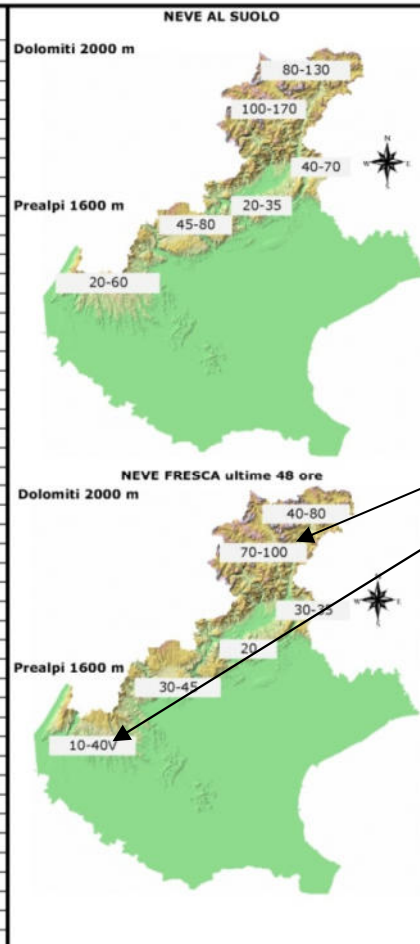 NEVE AL SUOLO
Dolomiti 2000 m
80-130
100-170
N
W E
S
40-70
Prealpi 1600 m
20-35
45-80
20-60
NEVE FRESCA ultime 48 ore
Dolomiti 2000 m
40-80
70-100
N
W E
S
30-35
20
Prealpi 1600 m
30-45
10-40V